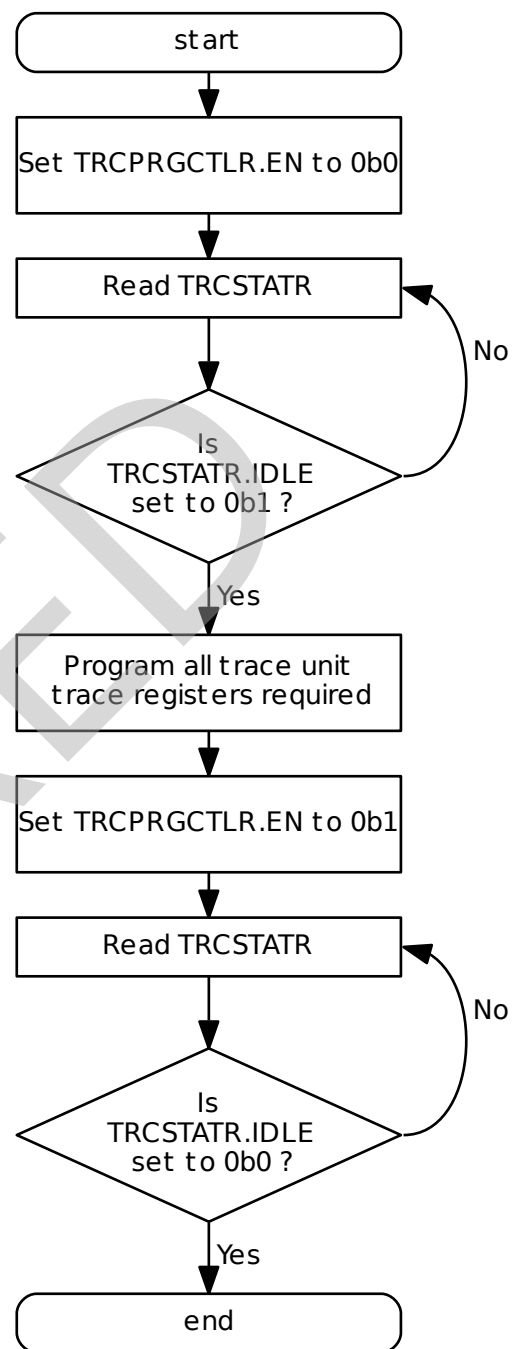 start
Set TRCPRGCTLR.EN to 0b0
Read TRCSTATR
No
Is
TRCSTATR.IDLE
set to 0b1 ?
Yes
Program all trace unit
trace registers required
Set TRCPRGCTLR.EN to 0b1
Read TRCSTATR
No
Is
TRCSTATR.IDLE
set to 0b0 ?
Yes
end